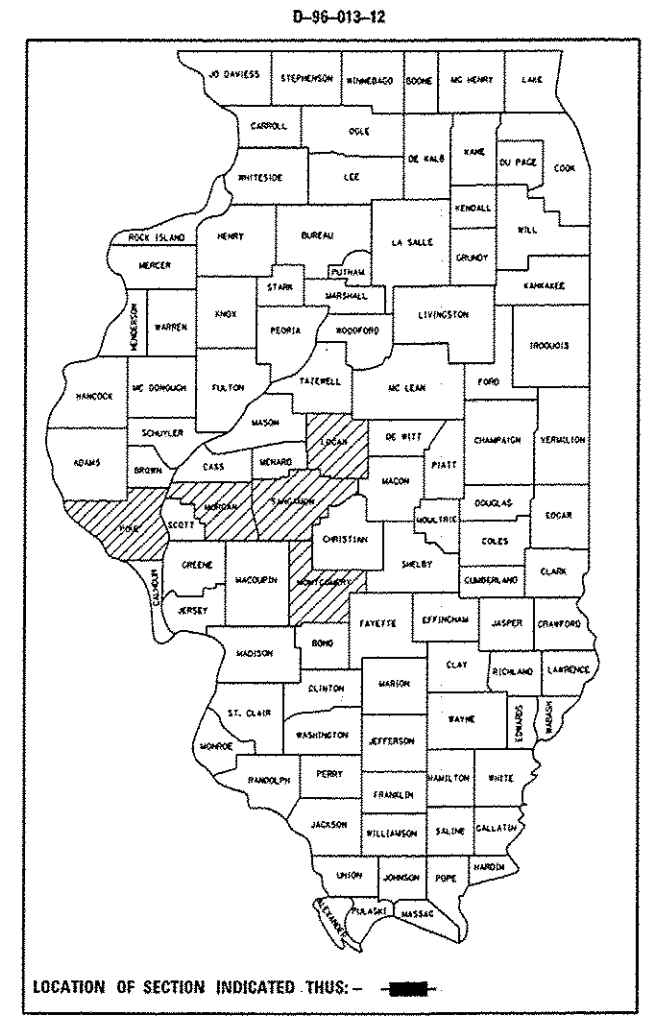 D-96-013-12
JO DAVIESS
STEPHENSON
WINNEBAGO
BOONE
MC HENRY
LAKE
CARROLL
OGLE
DE KALB
KANE
DU PAGE
COOK
WHITESIDE
LEE
KENDALL
WILL
ROCK ISLAND
HENRY
BUREAU
LA SALLE
GRUNDY
MERCER
PUTNAM
STARK
MARSHALL
KANKAKEE
HENDERSON
WARREN
KNOX
PEORIA
WOODFORD
LIVINGSTON
IROQUOIS
HANCOCK
MC DONOUGH
FULTON
TAZEWELL
MC LEAN
FORD
MASON
SCHUYLER
LOGAN
DE WITT
CHAMPAIGN
VERMILION
ADAMS
BROWN
CASS
MENARD
PIATT
MACON
PIKE
SCOTT
MORGAN
SANGAMON
DOUGLAS
EDGAR
MOULTRIE
CHRISTIAN
COLES
GREENE
MACOUPIN
MONTGOMERY
SHELBY
CUMBERLAND
CLARK
CALHOUN
JERSEY
FAYETTE
EFFINGHAM
JASPER
CRAWFORD
MADISON
BOND
CLAY
RICHLAND
LAWRENCE
CLINTON
MARION
ST. CLAIR
WAYNE
EDWARDS
WABASH
MONROE
WASHINGTON
JEFFERSON
RANDOLPH
PERRY
HAMILTON
WHITE
FRANKLIN
JACKSON
WILLIAMSON
SALINE
GALLATIN
UNION
JOHNSON
POPE
HARDIN
ALEXANDER
PULASKI
MASSAC
LOCATION OF SECTION INDICATED THUS: -